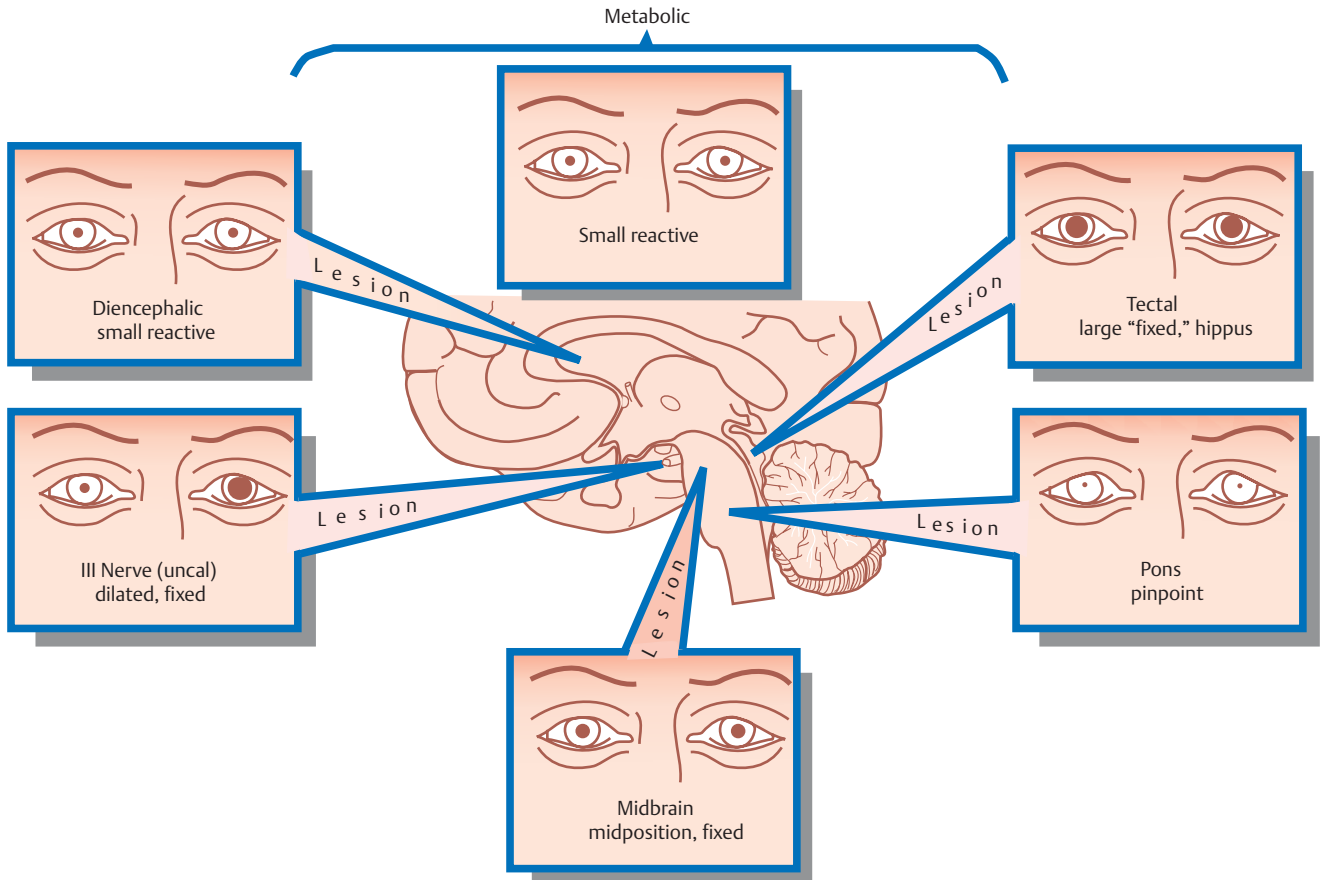 Metabolic
Small reactive
Diencephalic
small reactive
Lesion
Lesion
Tectal
large “fixed,” hippus
III Nerve (uncal)
dilated, fixed
Lesion
Lesion
Pons
pinpoint
Lesion
Midbrain
midposition, fixed